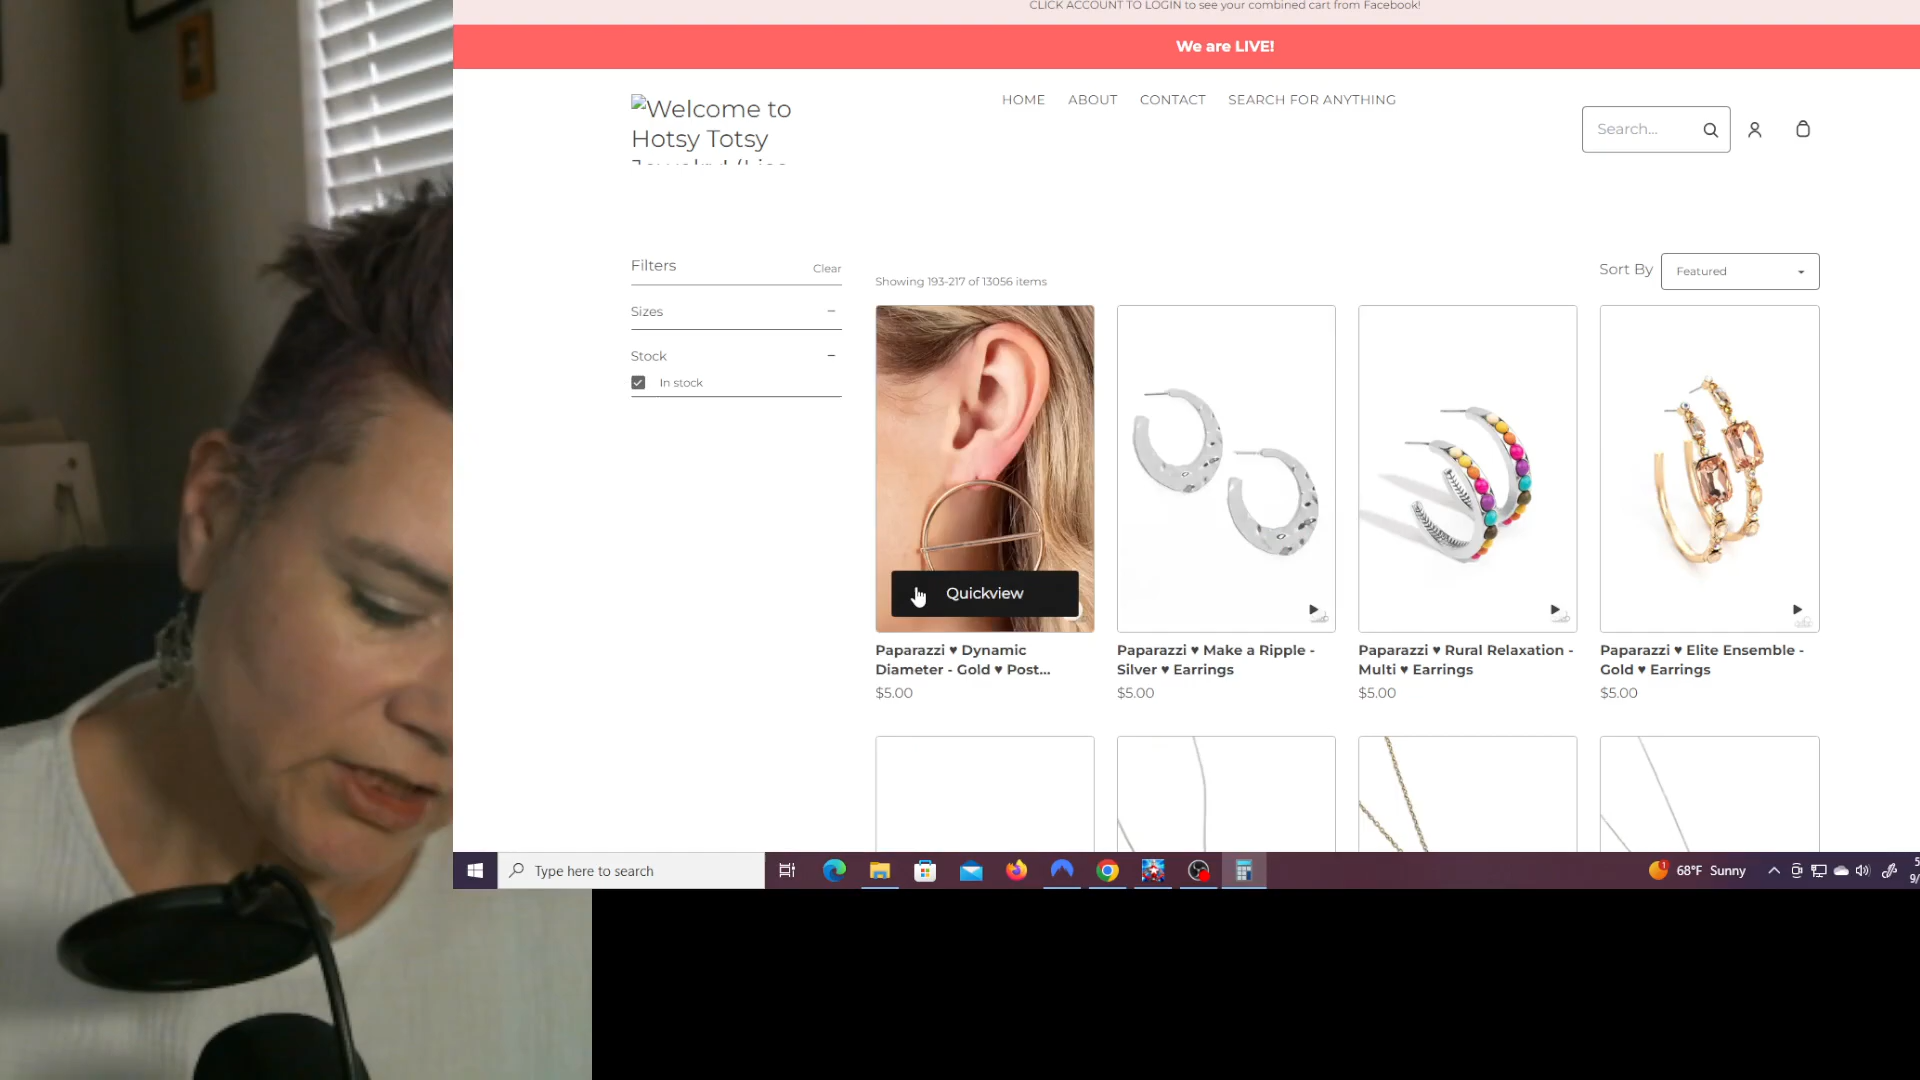 CLICK ACCOUNT TO LOGIN to see your combined cart from Facebook!
We are LIVE!
Welcome to
Hotsy Totsy
HOME ABOUT CONTACT SEARCH FOR ANYTHING
Search...
Filters
Clear
Sizes
Stock
In stock
Showing 193-217 of 13056 items
Sort By
Featured
Quickview
Paparazzi ♥ Dynamic
Diameter - Gold ♥ Post...
$5.00
Paparazzi ♥ Make a Ripple -
Silver ♥ Earrings
$5.00
Paparazzi ♥ Rural Relaxation -
Multi ♥ Earrings
$5.00
Paparazzi ♥ Elite Ensemble -
Gold ♥ Earrings
$5.00
Type here to search
1
68°F Sunny